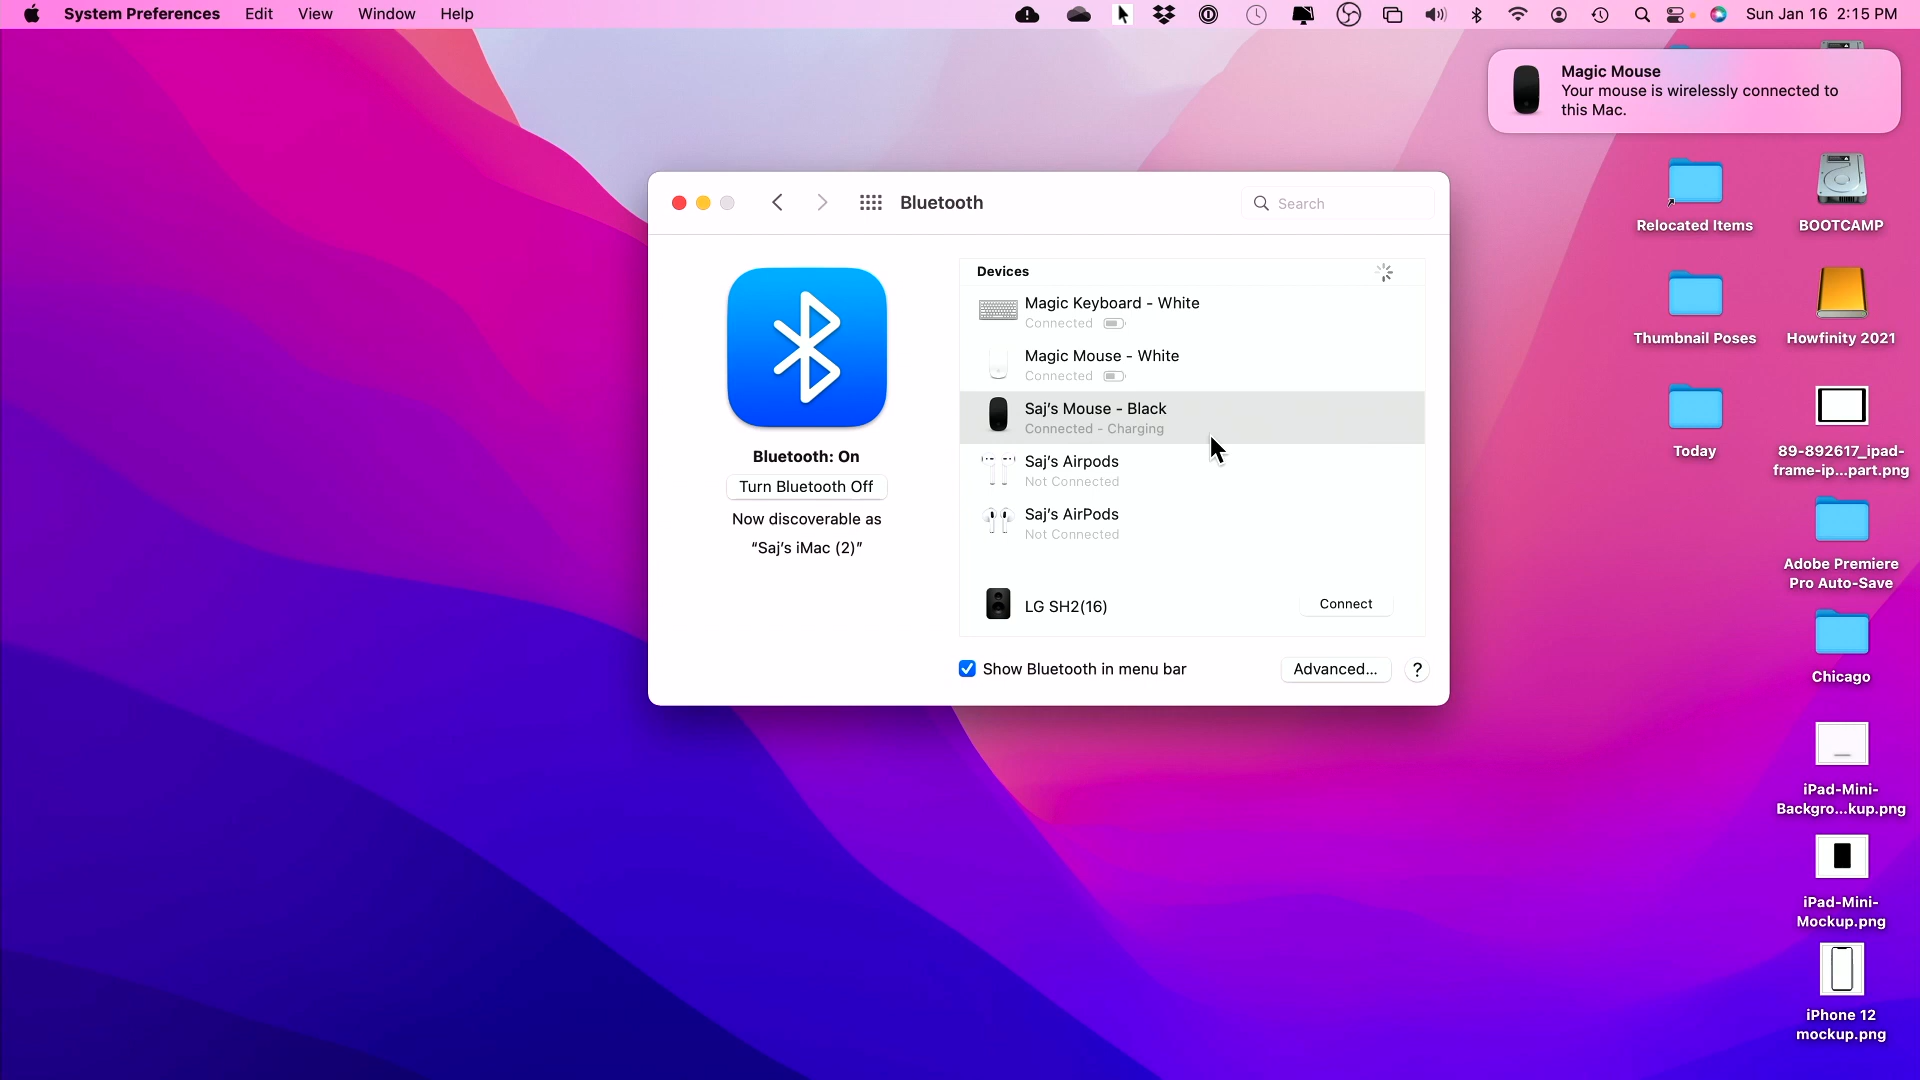 System Preferences Edit View Window Help Sun Jan 16 2:15 PM
Magic Mouse
Your mouse is wirelessly connected to
this Mac.
Bluetooth
Search
Devices
Magic Keyboard - White
Connected
Magic Mouse - White
Connected
Saj's Mouse - Black
Connected - Charging
Saj's Airpods
Not Connected
Saj's AirPods
Not Connected
LG SH2(16)
Connect
Bluetooth: On
Turn Bluetooth Off
Now discoverable as
“Saj's iMac (2)”
Show Bluetooth in menu bar
Advanced...
?
Relocated Items
BOOTCAMP
Thumbnail Poses
Howfinity 2021
Today
89-892617_ipad-
frame-ip...part.png
Adobe Premiere
Pro Auto-Save
Chicago
iPad-Mini-
Backgro...kup.png
iPad-Mini-
Mockup.png
iPhone 12
mockup.png